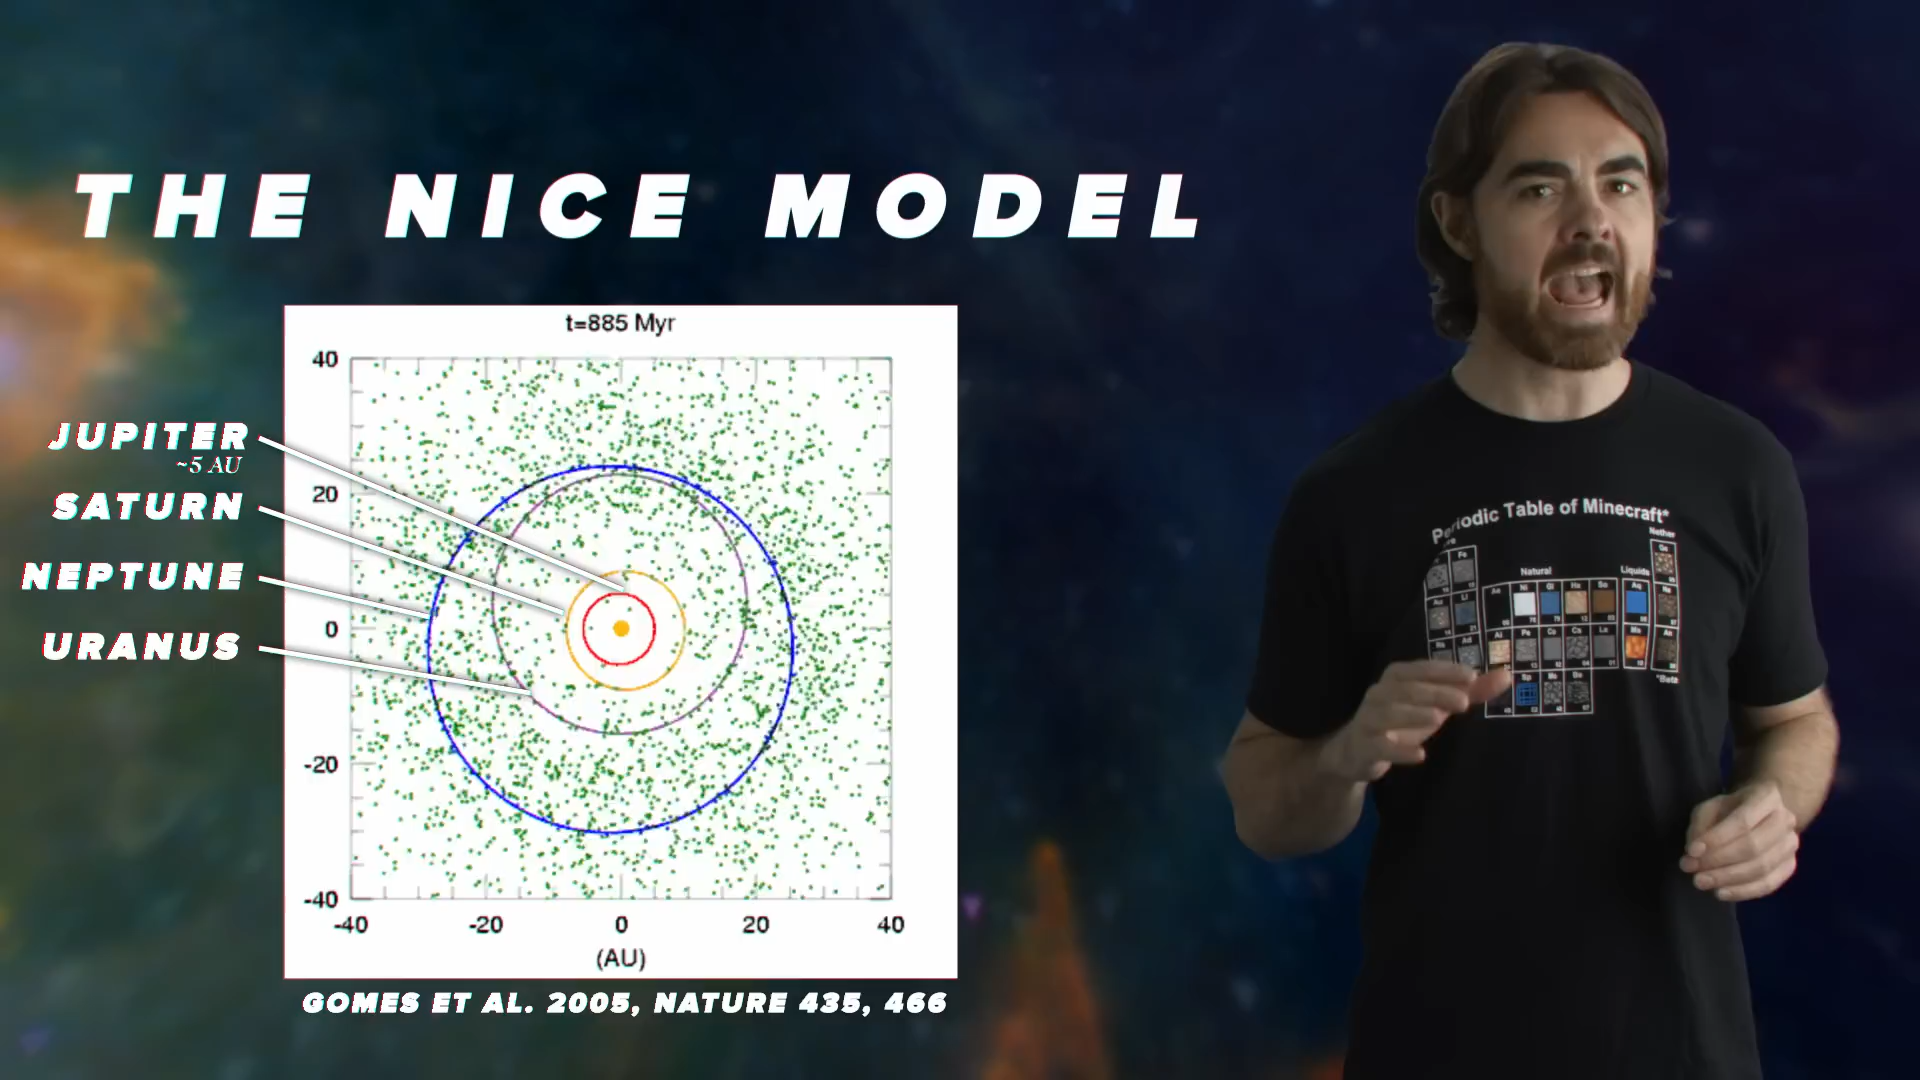 THE NICE MODEL
t=885 Myr
40
20
0
-20
-40
-40 -20 0 20 40
(AU)
JUPITER
~5 AU
SATURN
NEPTUNE
URANUS
GOMES ET AL. 2005, NATURE 435, 466
Periodic Table of Minecraft*
Nether
Natural
Liquids
*Beta